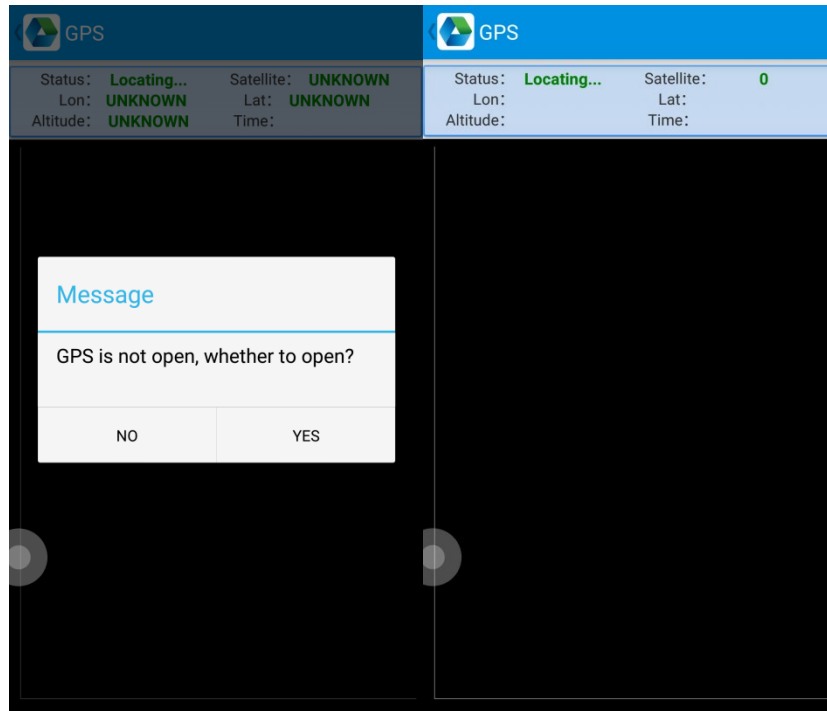 GPS
Status: Locating... Satellite: UNKNOWN
Lon: UNKNOWN Lat: UNKNOWN
Altitude: UNKNOWN Time:
Message
GPS is not open, whether to open?
NO YES
GPS
Status: Locating... Satellite: 0
Lon: Lat:
Altitude: Time: